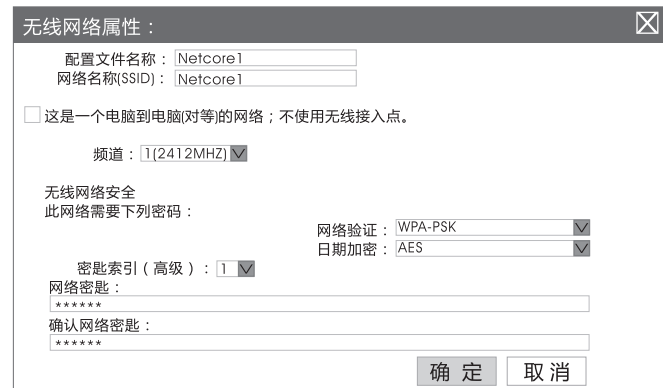 无线网络属性：
配置文件名称： Netcore1
网络名称(SSID)： Netcore1
这是一个电脑到电脑(对等)的网络；不使用无线接入点。
频道： 1(2412MHZ)
无线网络安全
此网络需要下列密码：
网络验证： WPA-PSK
日期加密： AES
密匙索引（高级）： 1
网络密匙：
******
确认网络密匙：
******
确 定 取 消